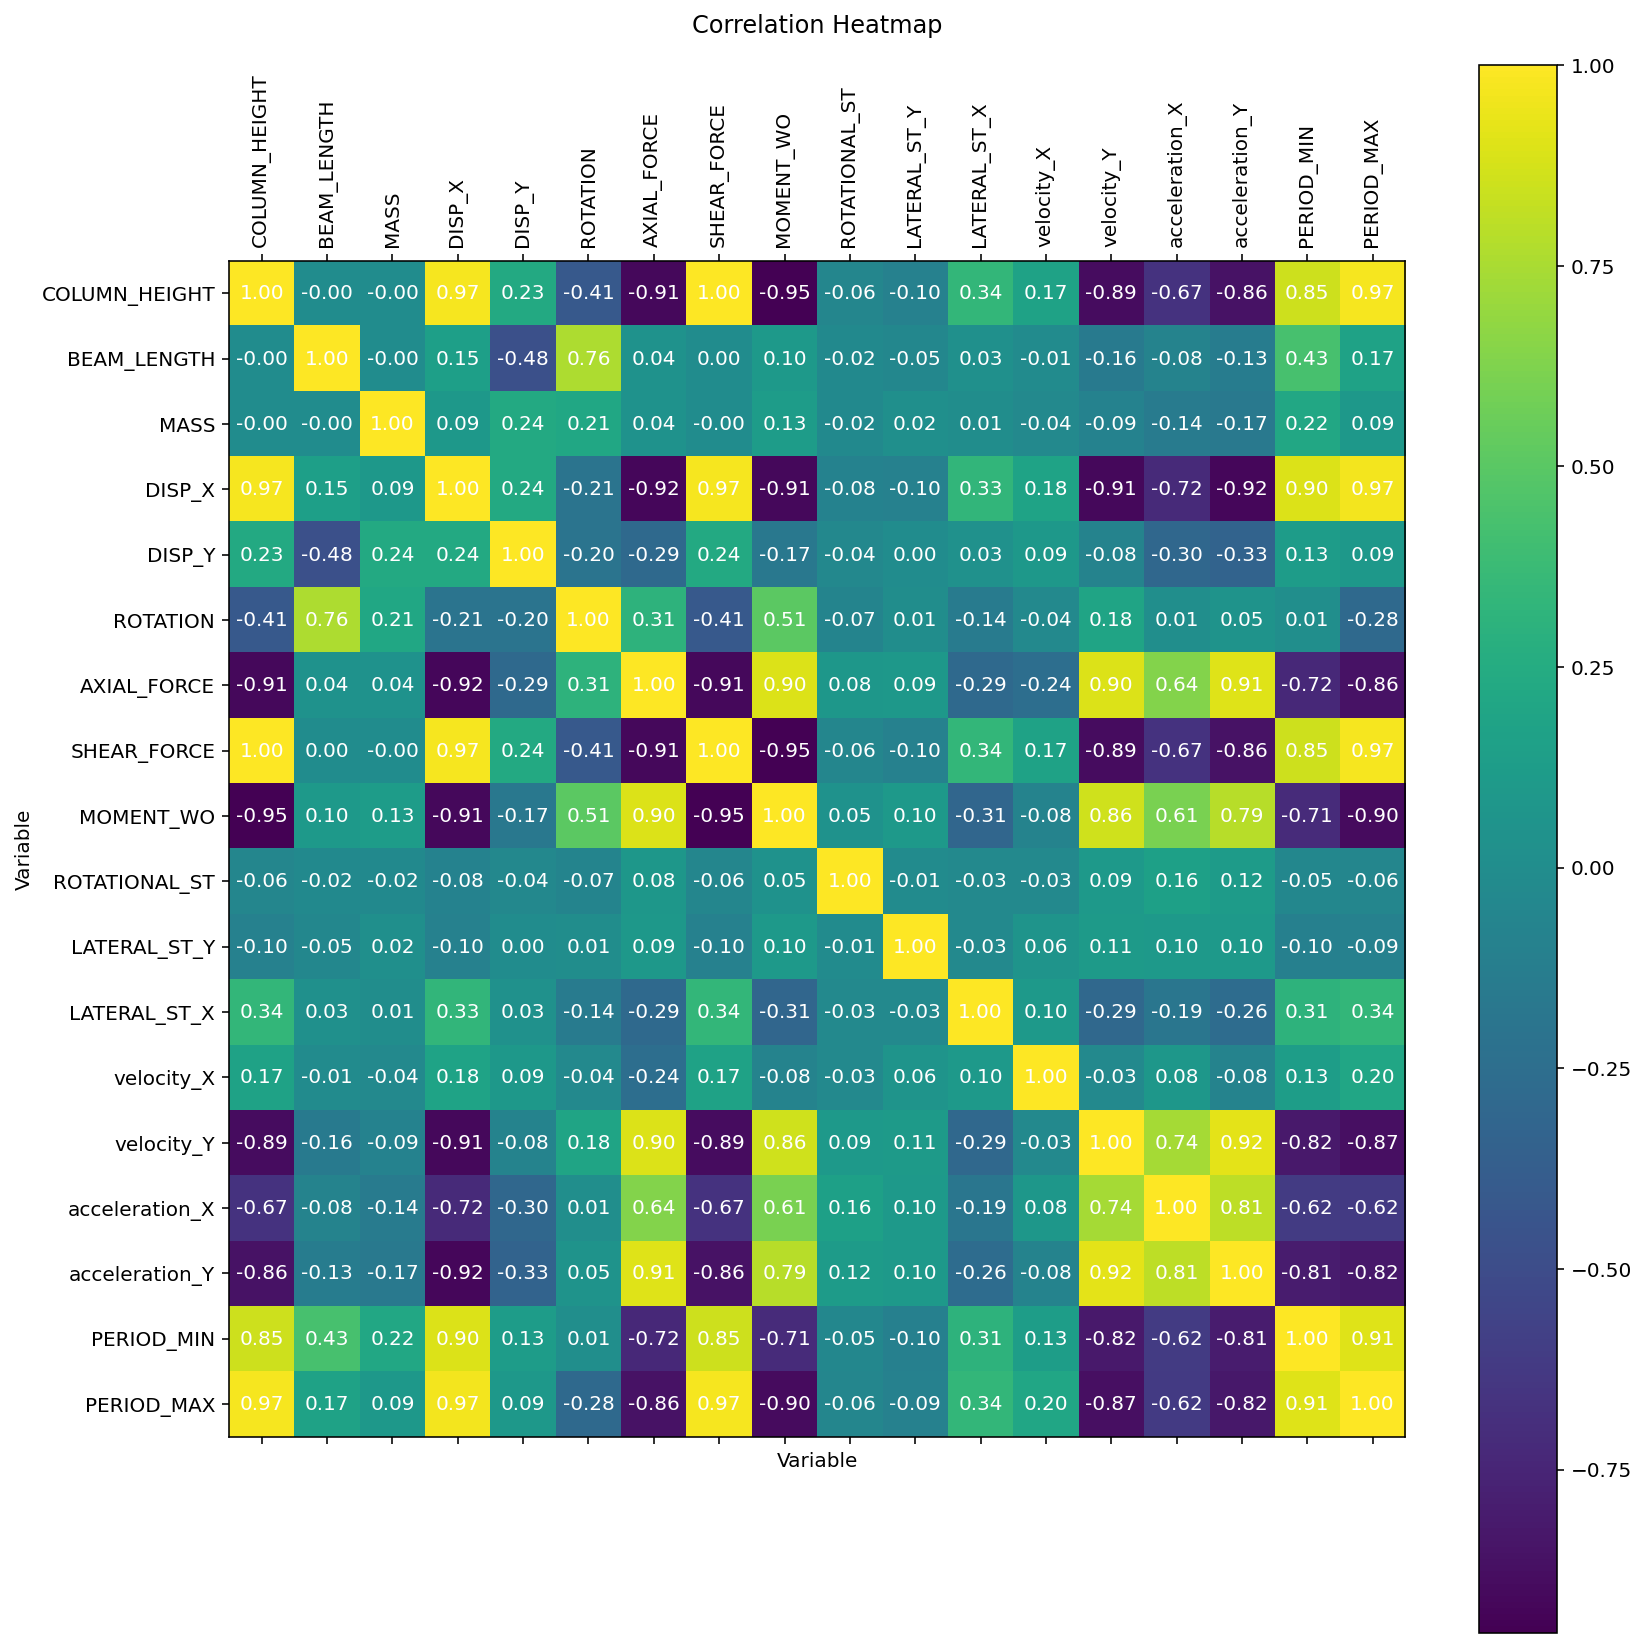 Correlation Heatmap
COLUMN_HEIGHT
BEAM_LENGTH
MASS
DISP_X
DISP_Y
ROTATION
AXIAL_FORCE
SHEAR_FORCE
MOMENT_WO
ROTATIONAL_ST
LATERAL_ST_Y
LATERAL_ST_X
velocity_X
velocity_Y
acceleration_X
acceleration_Y
PERIOD_MIN
PERIOD_MAX
COLUMN_HEIGHT 1.00 -0.00 -0.00 0.97 0.23 -0.41 -0.91 1.00 -0.95 -0.06 -0.10 0.34 0.17 -0.89 -0.67 -0.86 0.85 0.97
BEAM_LENGTH -0.00 1.00 -0.00 0.15 -0.48 0.76 0.04 0.00 0.10 -0.02 -0.05 0.03 -0.01 -0.16 -0.08 -0.13 0.43 0.17
MASS -0.00 -0.00 1.00 0.09 0.24 0.21 0.04 -0.00 0.13 -0.02 0.02 0.01 -0.04 -0.09 -0.14 -0.17 0.22 0.09
DISP_X 0.97 0.15 0.09 1.00 0.24 -0.21 -0.92 0.97 -0.91 -0.08 -0.10 0.33 0.18 -0.91 -0.72 -0.92 0.90 0.97
DISP_Y 0.23 -0.48 0.24 0.24 1.00 -0.20 -0.29 0.24 -0.17 -0.04 0.00 0.03 0.09 -0.08 -0.30 -0.33 0.13 0.09
ROTATION -0.41 0.76 0.21 -0.21 -0.20 1.00 0.31 -0.41 0.51 -0.07 0.01 -0.14 -0.04 0.18 0.01 0.05 0.01 -0.28
AXIAL_FORCE -0.91 0.04 0.04 -0.92 -0.29 0.31 1.00 -0.91 0.90 0.08 0.09 -0.29 -0.24 0.90 0.64 0.91 -0.72 -0.86
SHEAR_FORCE 1.00 0.00 -0.00 0.97 0.24 -0.41 -0.91 1.00 -0.95 -0.06 -0.10 0.34 0.17 -0.89 -0.67 -0.86 0.85 0.97
MOMENT_WO -0.95 0.10 0.13 -0.91 -0.17 0.51 0.90 -0.95 1.00 0.05 0.10 -0.31 -0.08 0.86 0.61 0.79 -0.71 -0.90
ROTATIONAL_ST -0.06 -0.02 -0.02 -0.08 -0.04 -0.07 0.08 -0.06 0.05 1.00 -0.01 -0.03 -0.03 0.09 0.16 0.12 -0.05 -0.06
LATERAL_ST_Y -0.10 -0.05 0.02 -0.10 0.00 0.01 0.09 -0.10 0.10 -0.01 1.00 -0.03 0.06 0.11 0.10 0.10 -0.10 -0.09
LATERAL_ST_X 0.34 0.03 0.01 0.33 0.03 -0.14 -0.29 0.34 -0.31 -0.03 -0.03 1.00 0.10 -0.29 -0.19 -0.26 0.31 0.34
velocity_X 0.17 -0.01 -0.04 0.18 0.09 -0.04 -0.24 0.17 -0.08 -0.03 0.06 0.10 1.00 -0.03 0.08 -0.08 0.13 0.20
velocity_Y -0.89 -0.16 -0.09 -0.91 -0.08 0.18 0.90 -0.89 0.86 0.09 0.11 -0.29 -0.03 1.00 0.74 0.92 -0.82 -0.87
acceleration_X -0.67 -0.08 -0.14 -0.72 -0.30 0.01 0.64 -0.67 0.61 0.16 0.10 -0.19 0.08 0.74 1.00 0.81 -0.62 -0.62
acceleration_Y -0.86 -0.13 -0.17 -0.92 -0.33 0.05 0.91 -0.86 0.79 0.12 0.10 -0.26 -0.08 0.92 0.81 1.00 -0.81 -0.82
PERIOD_MIN 0.85 0.43 0.22 0.90 0.13 0.01 -0.72 0.85 -0.71 -0.05 -0.10 0.31 0.13 -0.82 -0.62 -0.81 1.00 0.91
PERIOD_MAX 0.97 0.17 0.09 0.97 0.09 -0.28 -0.86 0.97 -0.90 -0.06 -0.09 0.34 0.20 -0.87 -0.62 -0.82 0.91 1.00
Variable
Variable
1.00
0.75
0.50
0.25
0.00
−0.25
−0.50
−0.75